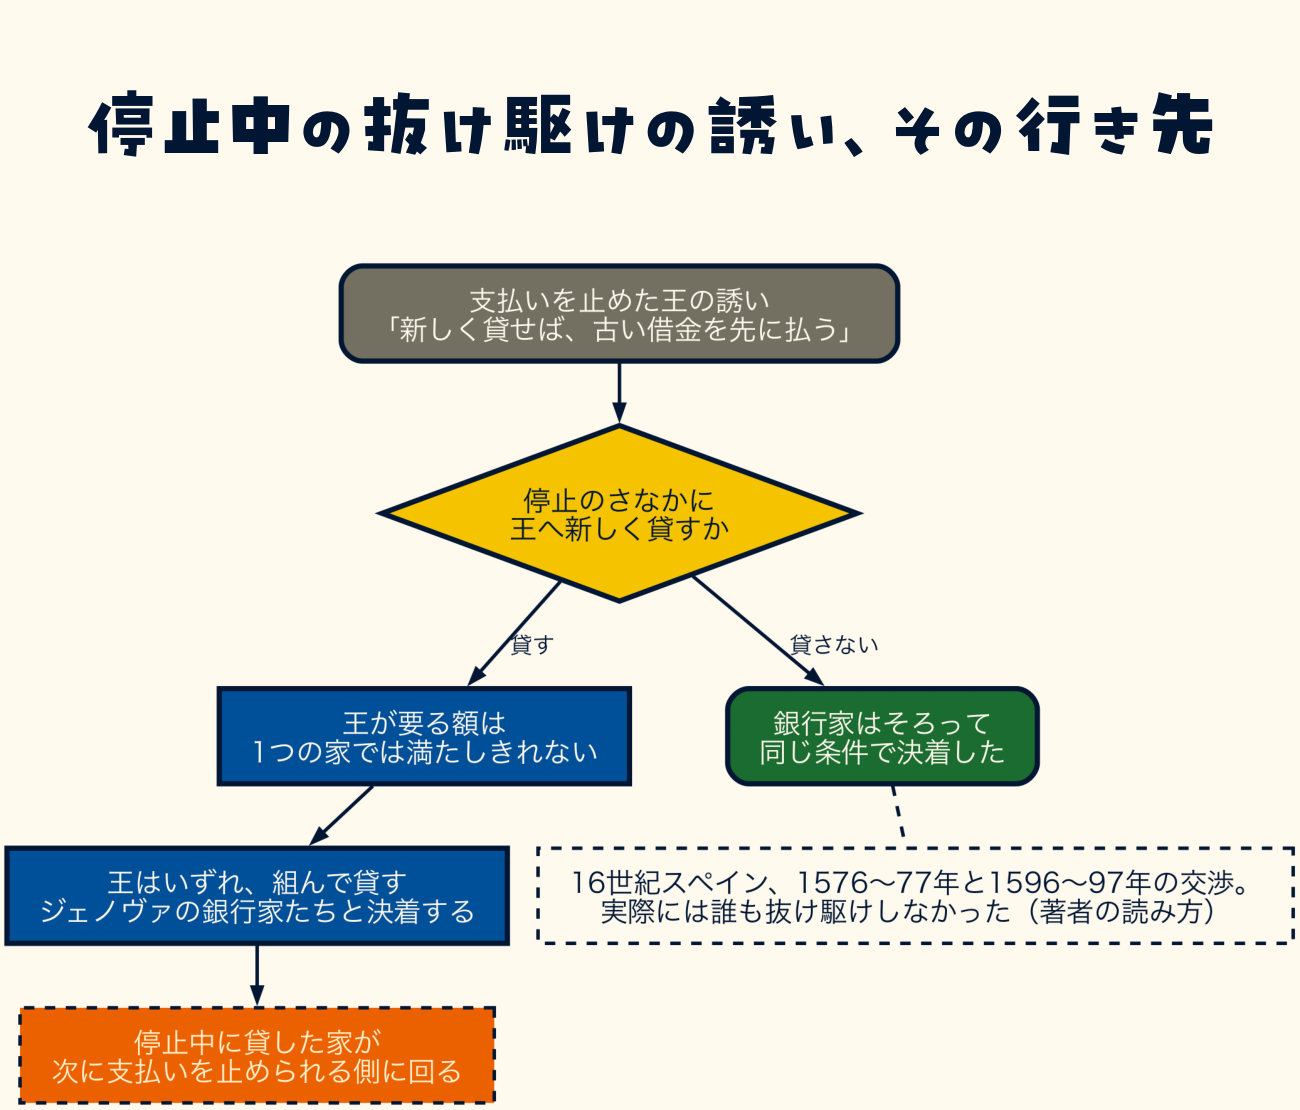 停止中の抜け駆けの誘い、その行き先
支払いを止めた王の誘い
「新しく貸せば、古い借金を先に払う」
停止のさなかに
王へ新しく貸すか
貸す
貸さない
王が要る額は
1つの家では満たしきれない
銀行家はそろって
同じ条件で決着した
王はいずれ、組んで貸す
ジェノヴァの銀行家たちと決着する
16世紀スペイン、1576〜77年と1596〜97年の交渉。
実際には誰も抜け駆けしなかった（著者の読み方）
停止中に貸した家が
次に支払いを止められる側に回る